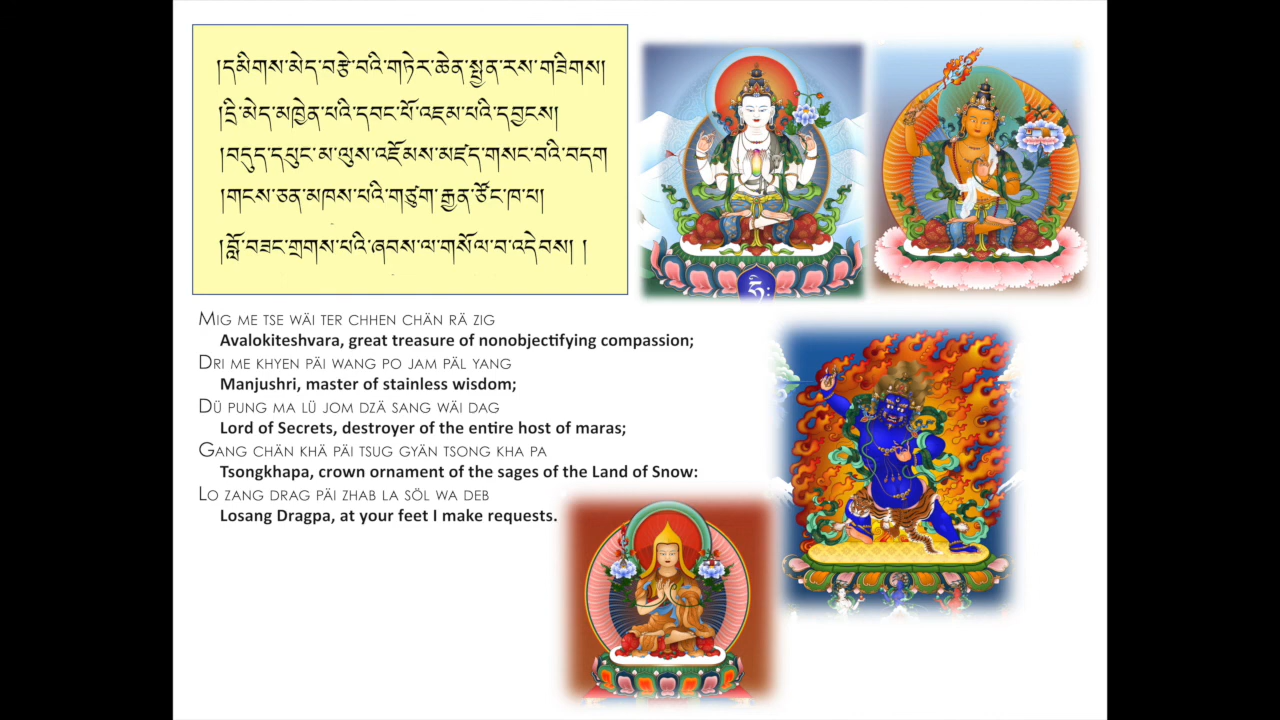 །དམིགས་མེད་བརྩེ་བའི་གཏེར་ཆེན་སྤྱན་རས་གཟིགས།
།དྲི་མེད་མཁྱེན་པའི་དབང་པོ་འཇམ་པའི་དབྱངས།
།བདུད་དཔུང་མ་ལུས་འཇོམས་མཛད་གསང་བའི་བདག
།གངས་ཅན་མཁས་པའི་གཙུག་རྒྱན་ཙོང་ཁ་པ།
།བློ་བཟང་གྲགས་པའི་ཞབས་ལ་གསོལ་བ་འདེབས། །
MIG ME TSE WÄI TER CHHEN CHÄN RÄ ZIG
Avalokiteshvara, great treasure of nonobjectifying compassion;
DRI ME KHYEN PÄI WANG PO JAM PÄL YANG
Manjushri, master of stainless wisdom;
DÜ PUNG MA LÜ JOM DZÄ SANG WÄI DAG
Lord of Secrets, destroyer of the entire host of maras;
GANG CHÄN KHÄ PÄI TSUG GYÄN TSONG KHA PA
Tsongkhapa, crown ornament of the sages of the Land of Snow:
LO ZANG DRAG PÄI ZHAB LA SÖL WA DEB
Losang Dragpa, at your feet I make requests.